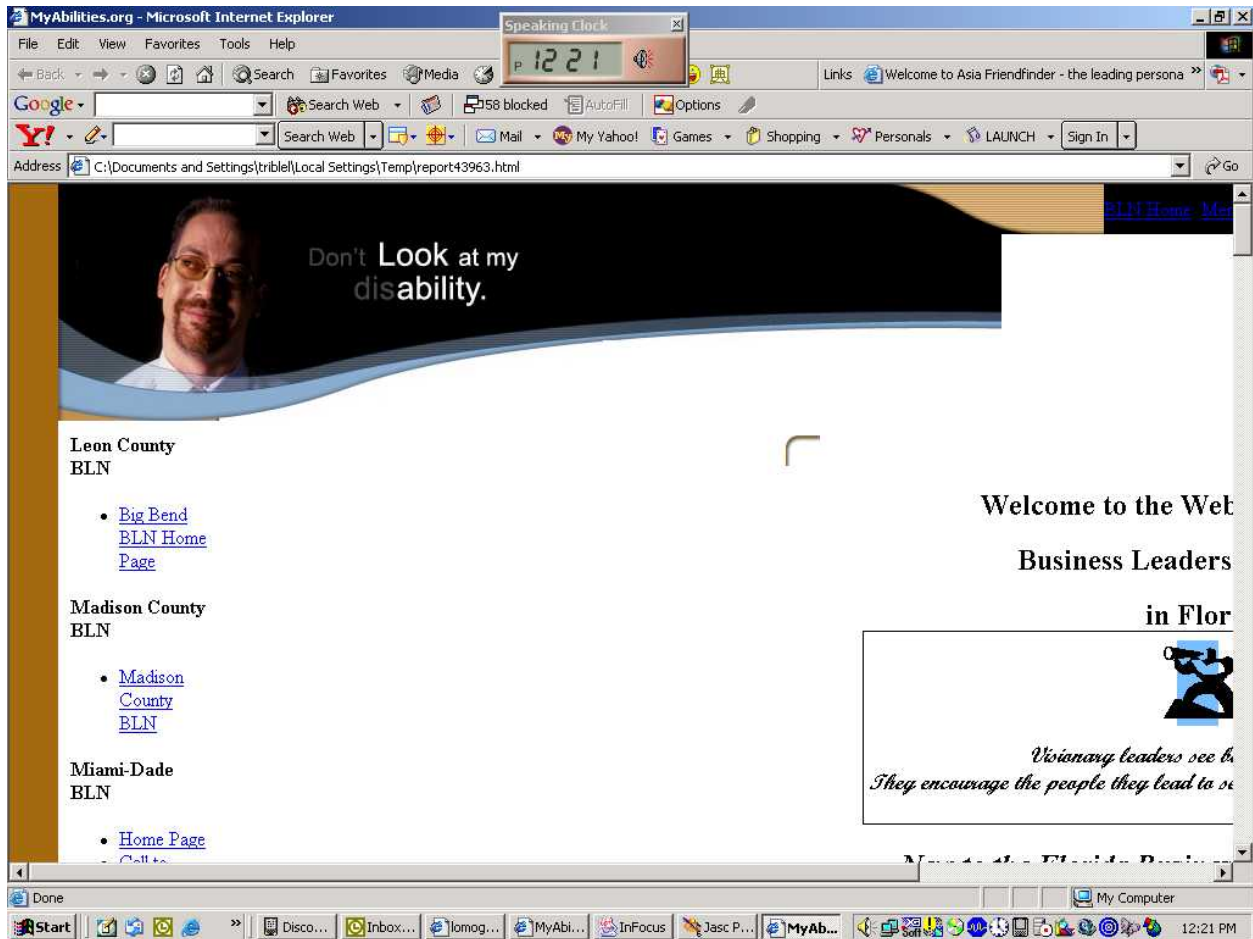 MyAbilities.org - Microsoft Internet Explorer
Speaking Clock
File Edit View Favorites Tools Help
P 12 21
Back Search Favorites Media Links Welcome to Asia Friendfinder - the leading persona »
Google Search Web 58 blocked AutoFill Options
Y! Search Web Mail My Yahoo! Games Shopping Personals LAUNCH Sign In
Address C:\Documents and Settings\triblel\Local Settings\Temp\report43963.html Go
BLN Home Mer
Don't Look at my
disability.
Leon County
BLN
Big Bend
BLN Home
Page
Madison County
BLN
Madison
County
BLN
Miami-Dade
BLN
Home Page
Call to
Welcome to the Web
Business Leaders
in Flor
Visionary leaders see b
They encourage the people they lead to se
to the Florida
Done My Computer
Start » Disco... Inbox... lomog... MyAbi... InFocus Jasc P... MyAb... 12:21 PM